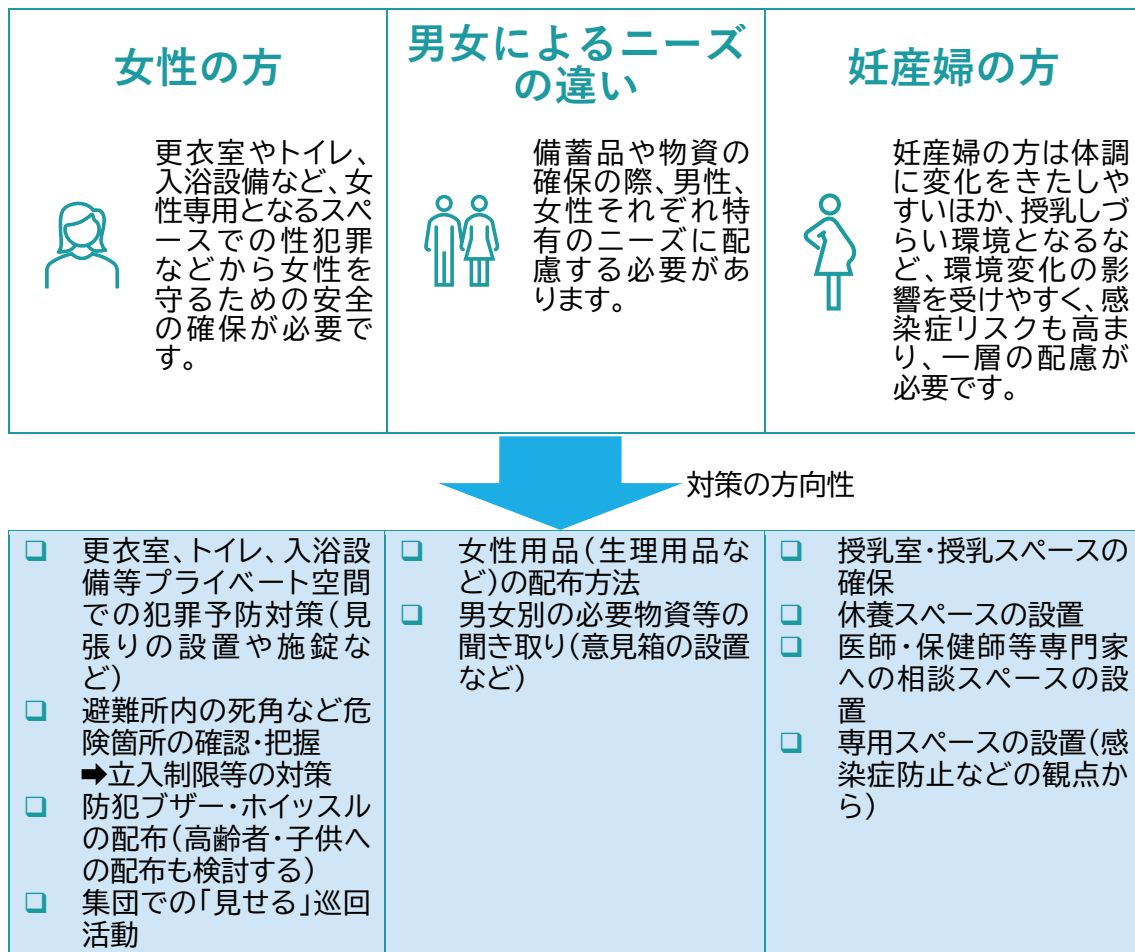 女性の方
更衣室やトイレ、
入浴設備など、女
性専用となるスペ
ースでの性犯罪
などから女性を
守るための安全
の確保が必要で
す。
男女によるニーズ
の違い
備蓄品や物資の
確保の際、男性、
女性それぞれ特
有のニーズに配
慮する必要があ
ります。
妊産婦の方
妊産婦の方は体調
に変化をきたしや
すいほか、授乳しづ
らい環境となるな
ど、環境変化の影
響を受けやすく、感
染症リスクも高ま
り、一層の配慮が
必要です。
対策の方向性
❑ 更衣室、トイレ、入浴設
備等プライベート空間
での犯罪予防対策(見
張りの設置や施錠な
ど)
❑ 避難所内の死角など危
険箇所の確認・把握
➡立入制限等の対策
❑ 防犯ブザー・ホイッスル
の配布(高齢者・子供へ
の配布も検討する)
❑ 集団での「見せる」巡回
活動
❑ 女性用品(生理用品な
ど)の配布方法
❑ 男女別の必要物資等の
聞き取り(意見箱の設置
など)
❑ 授乳室・授乳スペースの
確保
❑ 休養スペースの設置
❑ 医師・保健師等専門家
への相談スペースの設
置
❑ 専用スペースの設置(感
染症防止などの観点か
ら)